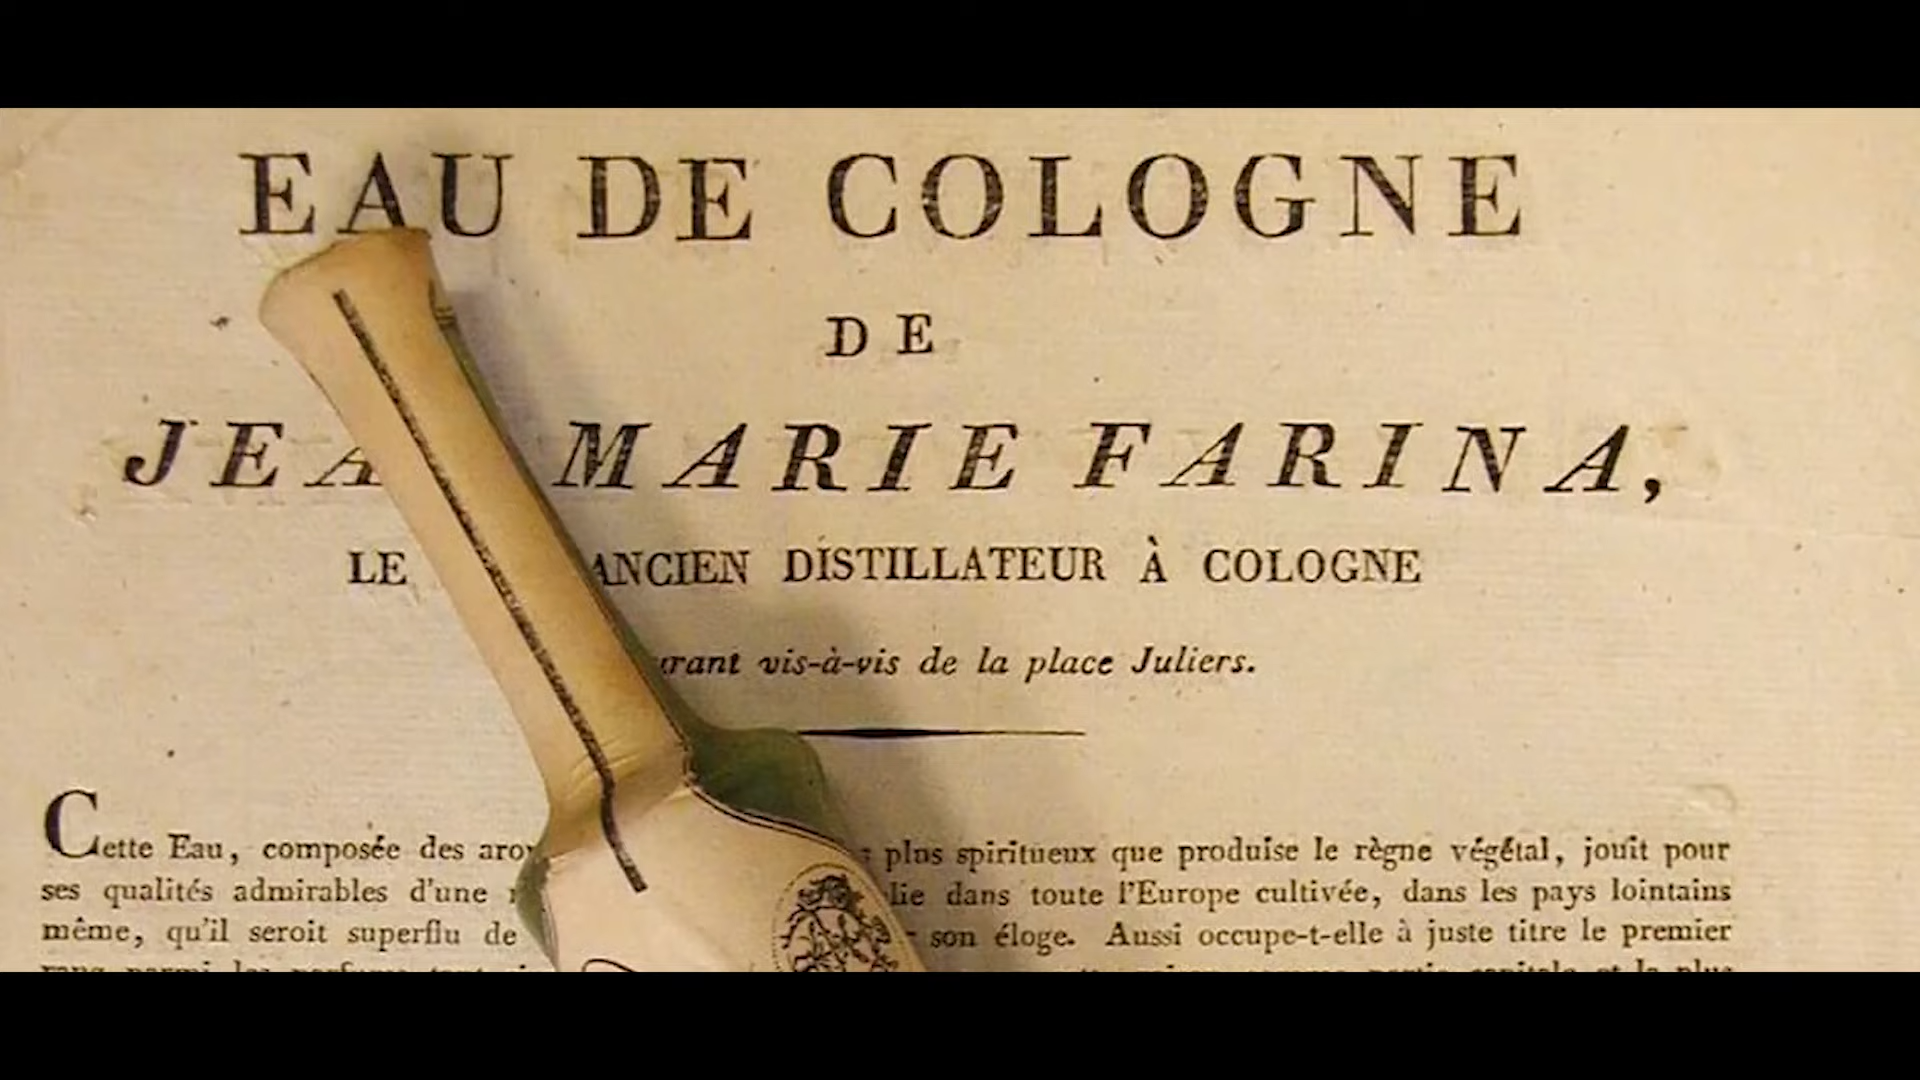 EAU DE COLOGNE
DE
JEA MARIE FARINA,
LE ANCIEN DISTILLATEUR À COLOGNE
vis-à-vis de la place Juliers.
Cette Eau, composée des plus spiritueux que produise le règne végétal, jouit pour
ses qualités admirables d'une dans toute l'Europe cultivée, dans les pays lointains
même, qu'il seroit superflu de son éloge. Aussi occupe-t-elle à juste titre le premier